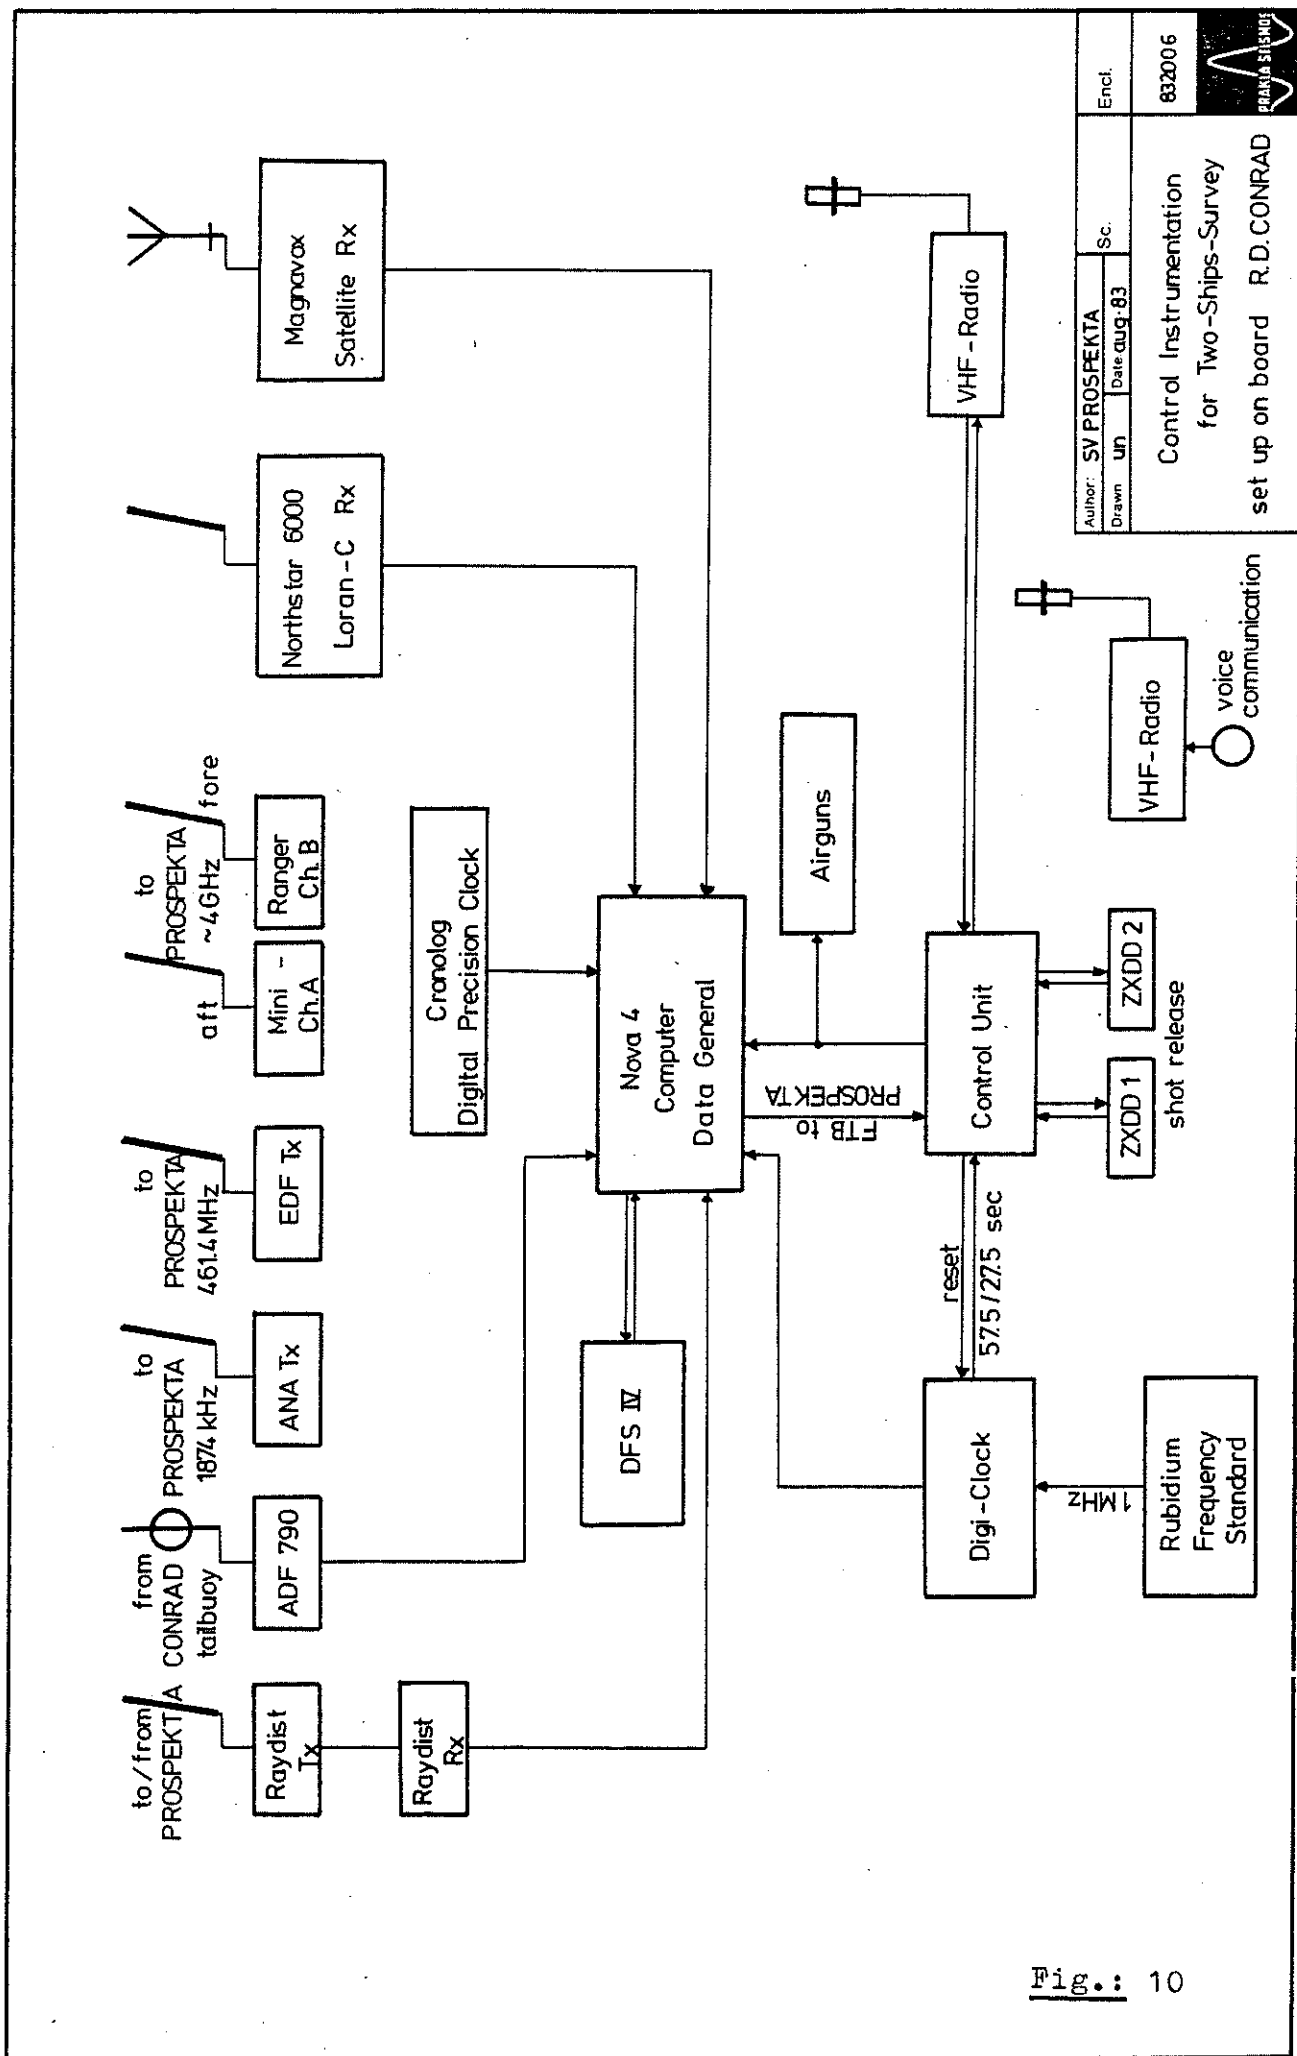 to/from
PROSPEKTA
from
CONRAD
tailbuoy
to
PROSPEKTA
1874 kHz
to
PROSPEKTA
461.4 MHz
to
PROSPEKTA
~4GHz
aft
fore
Raydist
Tx
ADF 790
ANA Tx
EDF Tx
Mini -
Ch.A
Ranger
Ch. B
Northstar 6000
Loran-C Rx
Magnavox
Satellite Rx
Raydist
Rx
Cronolog
Digital Precision Clock
DFS IV
Nova 4
Computer
Data General
Airguns
FTB to
PROSPEKTA
Digi-Clock
reset
57.5 / 27.5 sec
Control Unit
VHF-Radio
1MHz
Rubidium
Frequency
Standard
ZXDD 1
ZXDD 2
shot release
VHF-Radio
voice
communication
Author: SV PROSPEKTA
Sc.
Encl.
Drawn un
Date: aug. 83
Control Instrumentation
for Two-Ships-Survey
set up on board R.D. CONRAD
832006
PRAKLA SEISMOS
Fig.: 10